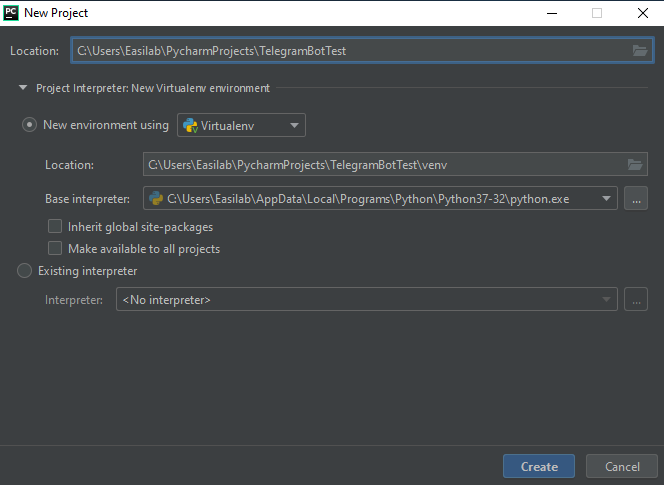 PC New Project
Location: C:\Users\Easilab\PycharmProjects\TelegramBotTest
Project Interpreter: New Virtualenv environment
New environment using Virtualenv
Location: C:\Users\Easilab\PycharmProjects\TelegramBotTest\venv
Base interpreter: C:\Users\Easilab\AppData\Local\Programs\Python\Python37-32\python.exe ...
Inherit global site-packages
Make available to all projects
Existing interpreter
Interpreter: <No interpreter> ...
Create Cancel